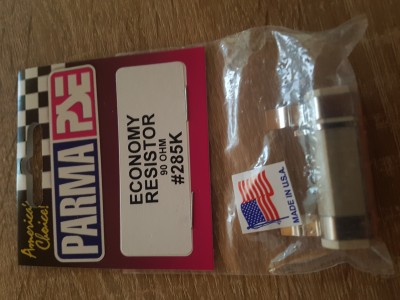 America's
Choice!
PARMA PSE
ECONOMY
RESISTOR
90 OHM
#285K
MADE IN U.S.A.